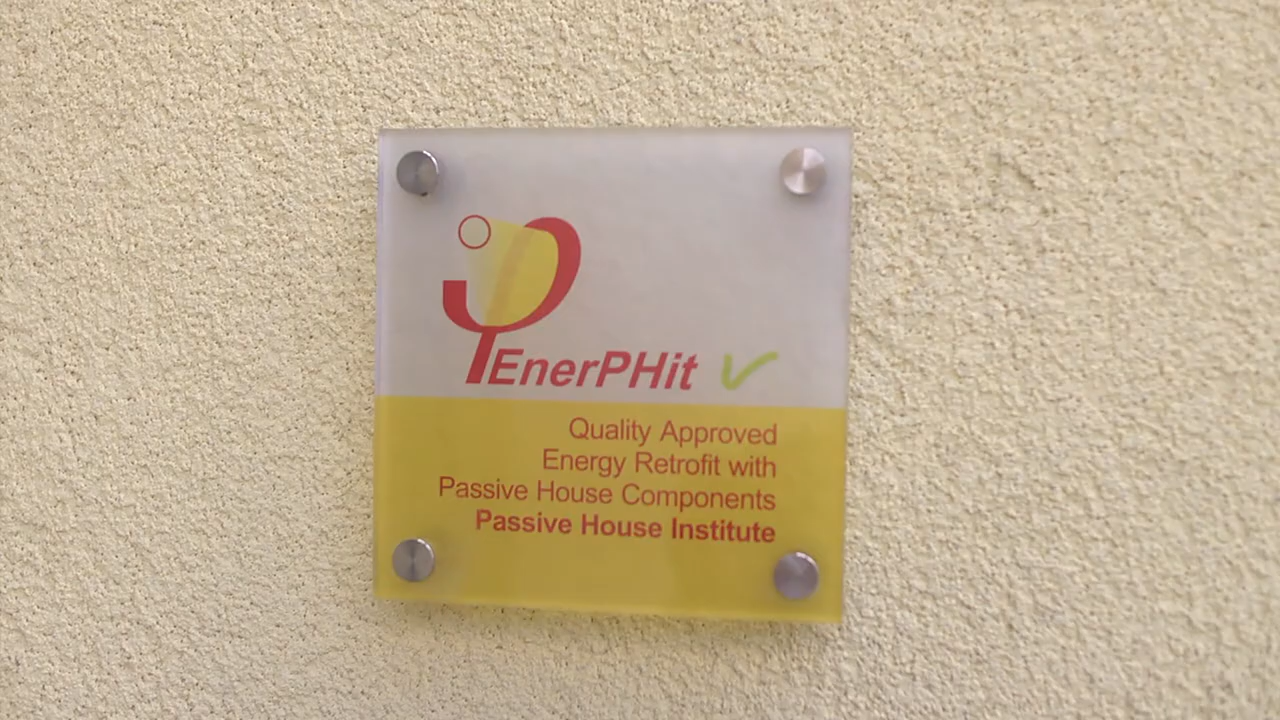 EnerPHit
Quality Approved
Energy Retrofit with
Passive House Components
Passive House Institute